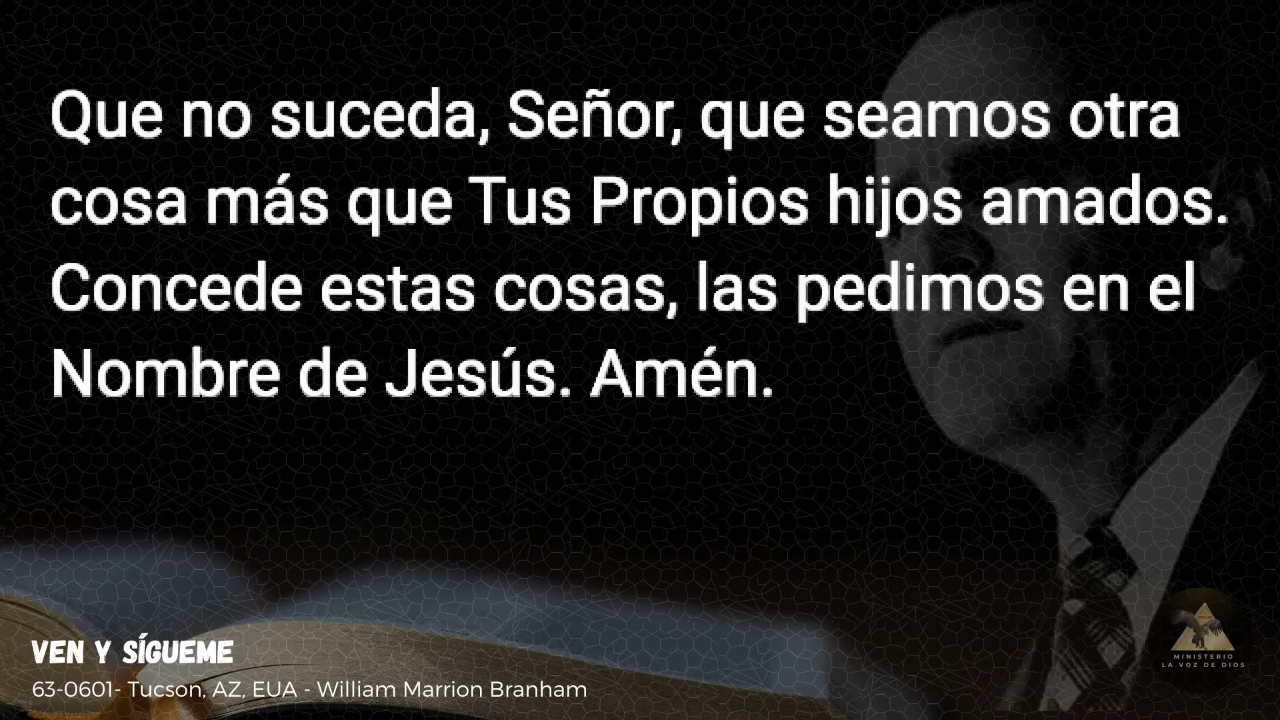 Que no suceda, Señor, que seamos otra
cosa más que Tus Propios hijos amados.
Concede estas cosas, las pedimos en el
Nombre de Jesús. Amén.
VEN Y SÍGUEME
63-0601- Tucson, AZ, EUA - William Marrion Branham
MINISTERIO
LA VOZ DE DIOS